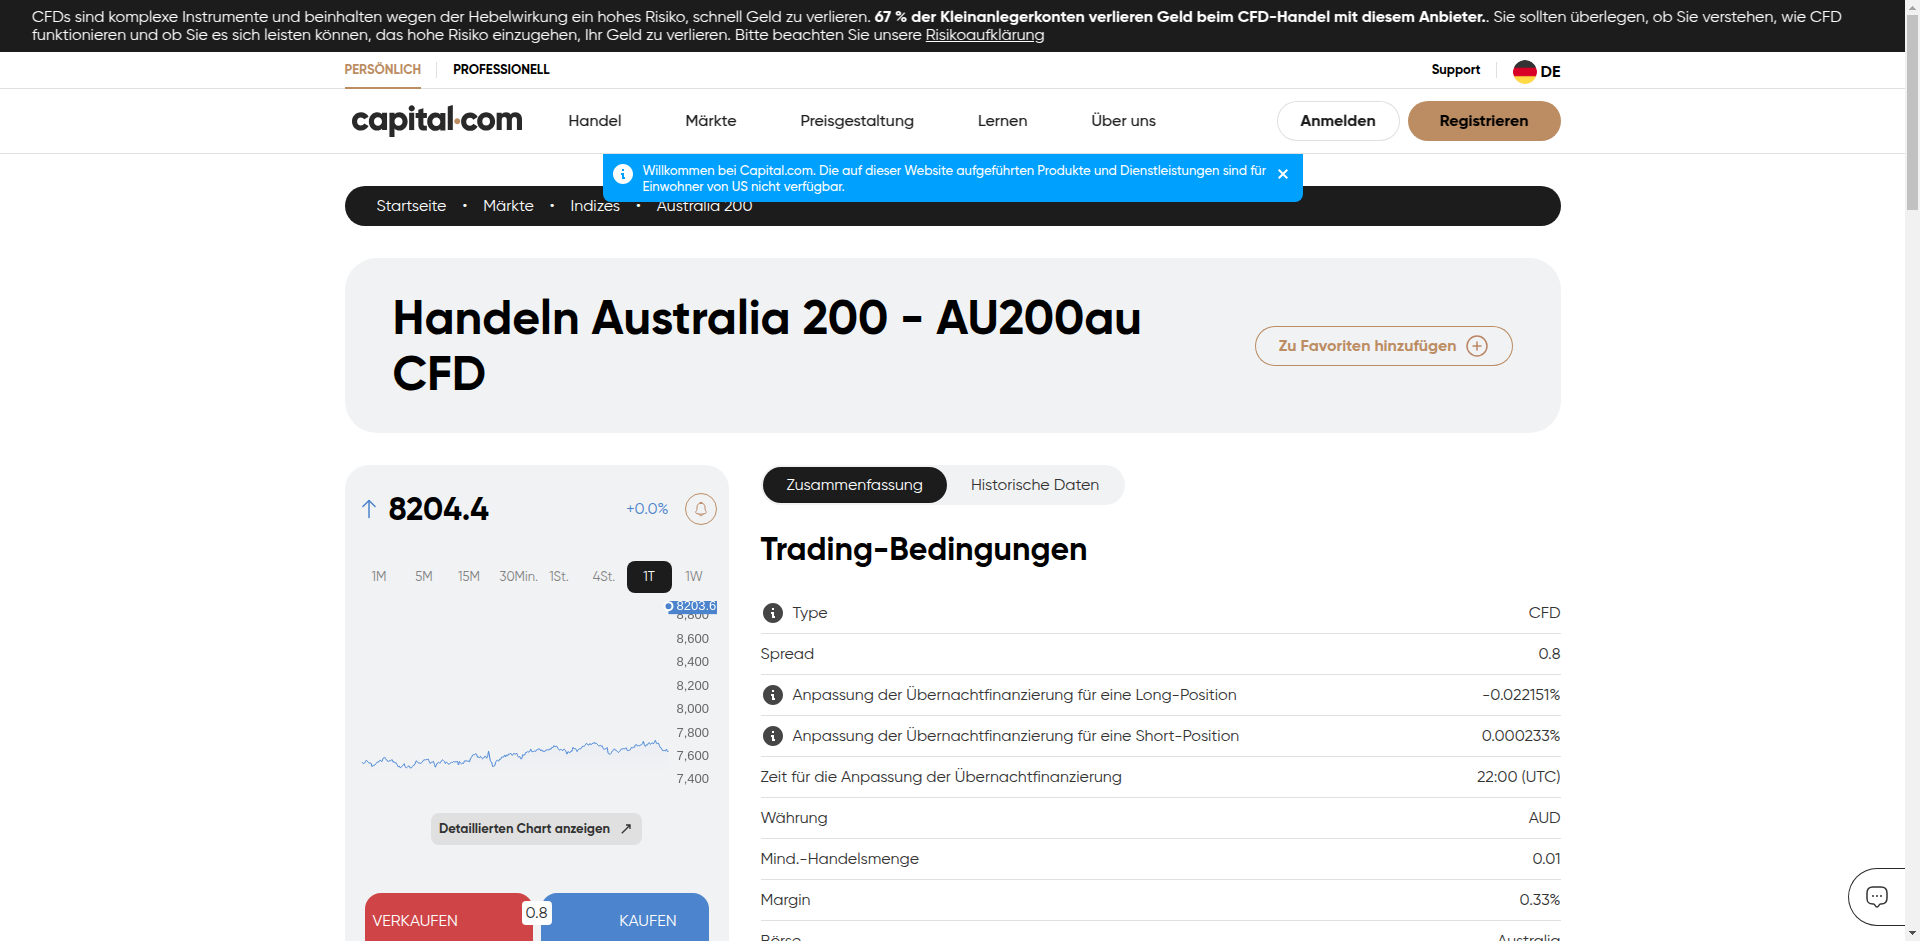 CFDs sind komplexe Instrumente und beinhalten wegen der Hebelwirkung ein hohes Risiko, schnell Geld zu verlieren. 67 % der Kleinanlegerkonten verlieren Geld beim CFD-Handel mit diesem Anbieter.. Sie sollten überlegen, ob Sie verstehen, wie CFD
funktionieren und ob Sie es sich leisten können, das hohe Risiko einzugehen, Ihr Geld zu verlieren. Bitte beachten Sie unsere Risikoaufklärung
PERSÖNLICH PROFESSIONELL Support DE
capital.com Handel Märkte Preisgestaltung Lernen Über uns Anmelden Registrieren
Willkommen bei Capital.com. Die auf dieser Website aufgeführten Produkte und Dienstleistungen sind für
Einwohner von US nicht verfügbar.
Startseite • Märkte • Indizes • Australia 200
Handeln Australia 200 - AU200au
CFD
Zu Favoriten hinzufügen
8204.4 +0.0%
1M 5M 15M 30Min. 1St. 4St. 1T 1W
8203.6
8,800
8,600
8,400
8,200
8,000
7,800
7,600
7,400
Detaillierten Chart anzeigen
VERKAUFEN 0.8 KAUFEN
Zusammenfassung Historische Daten
Trading-Bedingungen
Type CFD
Spread 0.8
Anpassung der Übernachtfinanzierung für eine Long-Position -0.022151%
Anpassung der Übernachtfinanzierung für eine Short-Position 0.000233%
Zeit für die Anpassung der Übernachtfinanzierung 22:00 (UTC)
Währung AUD
Mind.-Handelsmenge 0.01
Margin 0.33%
Börse Australia